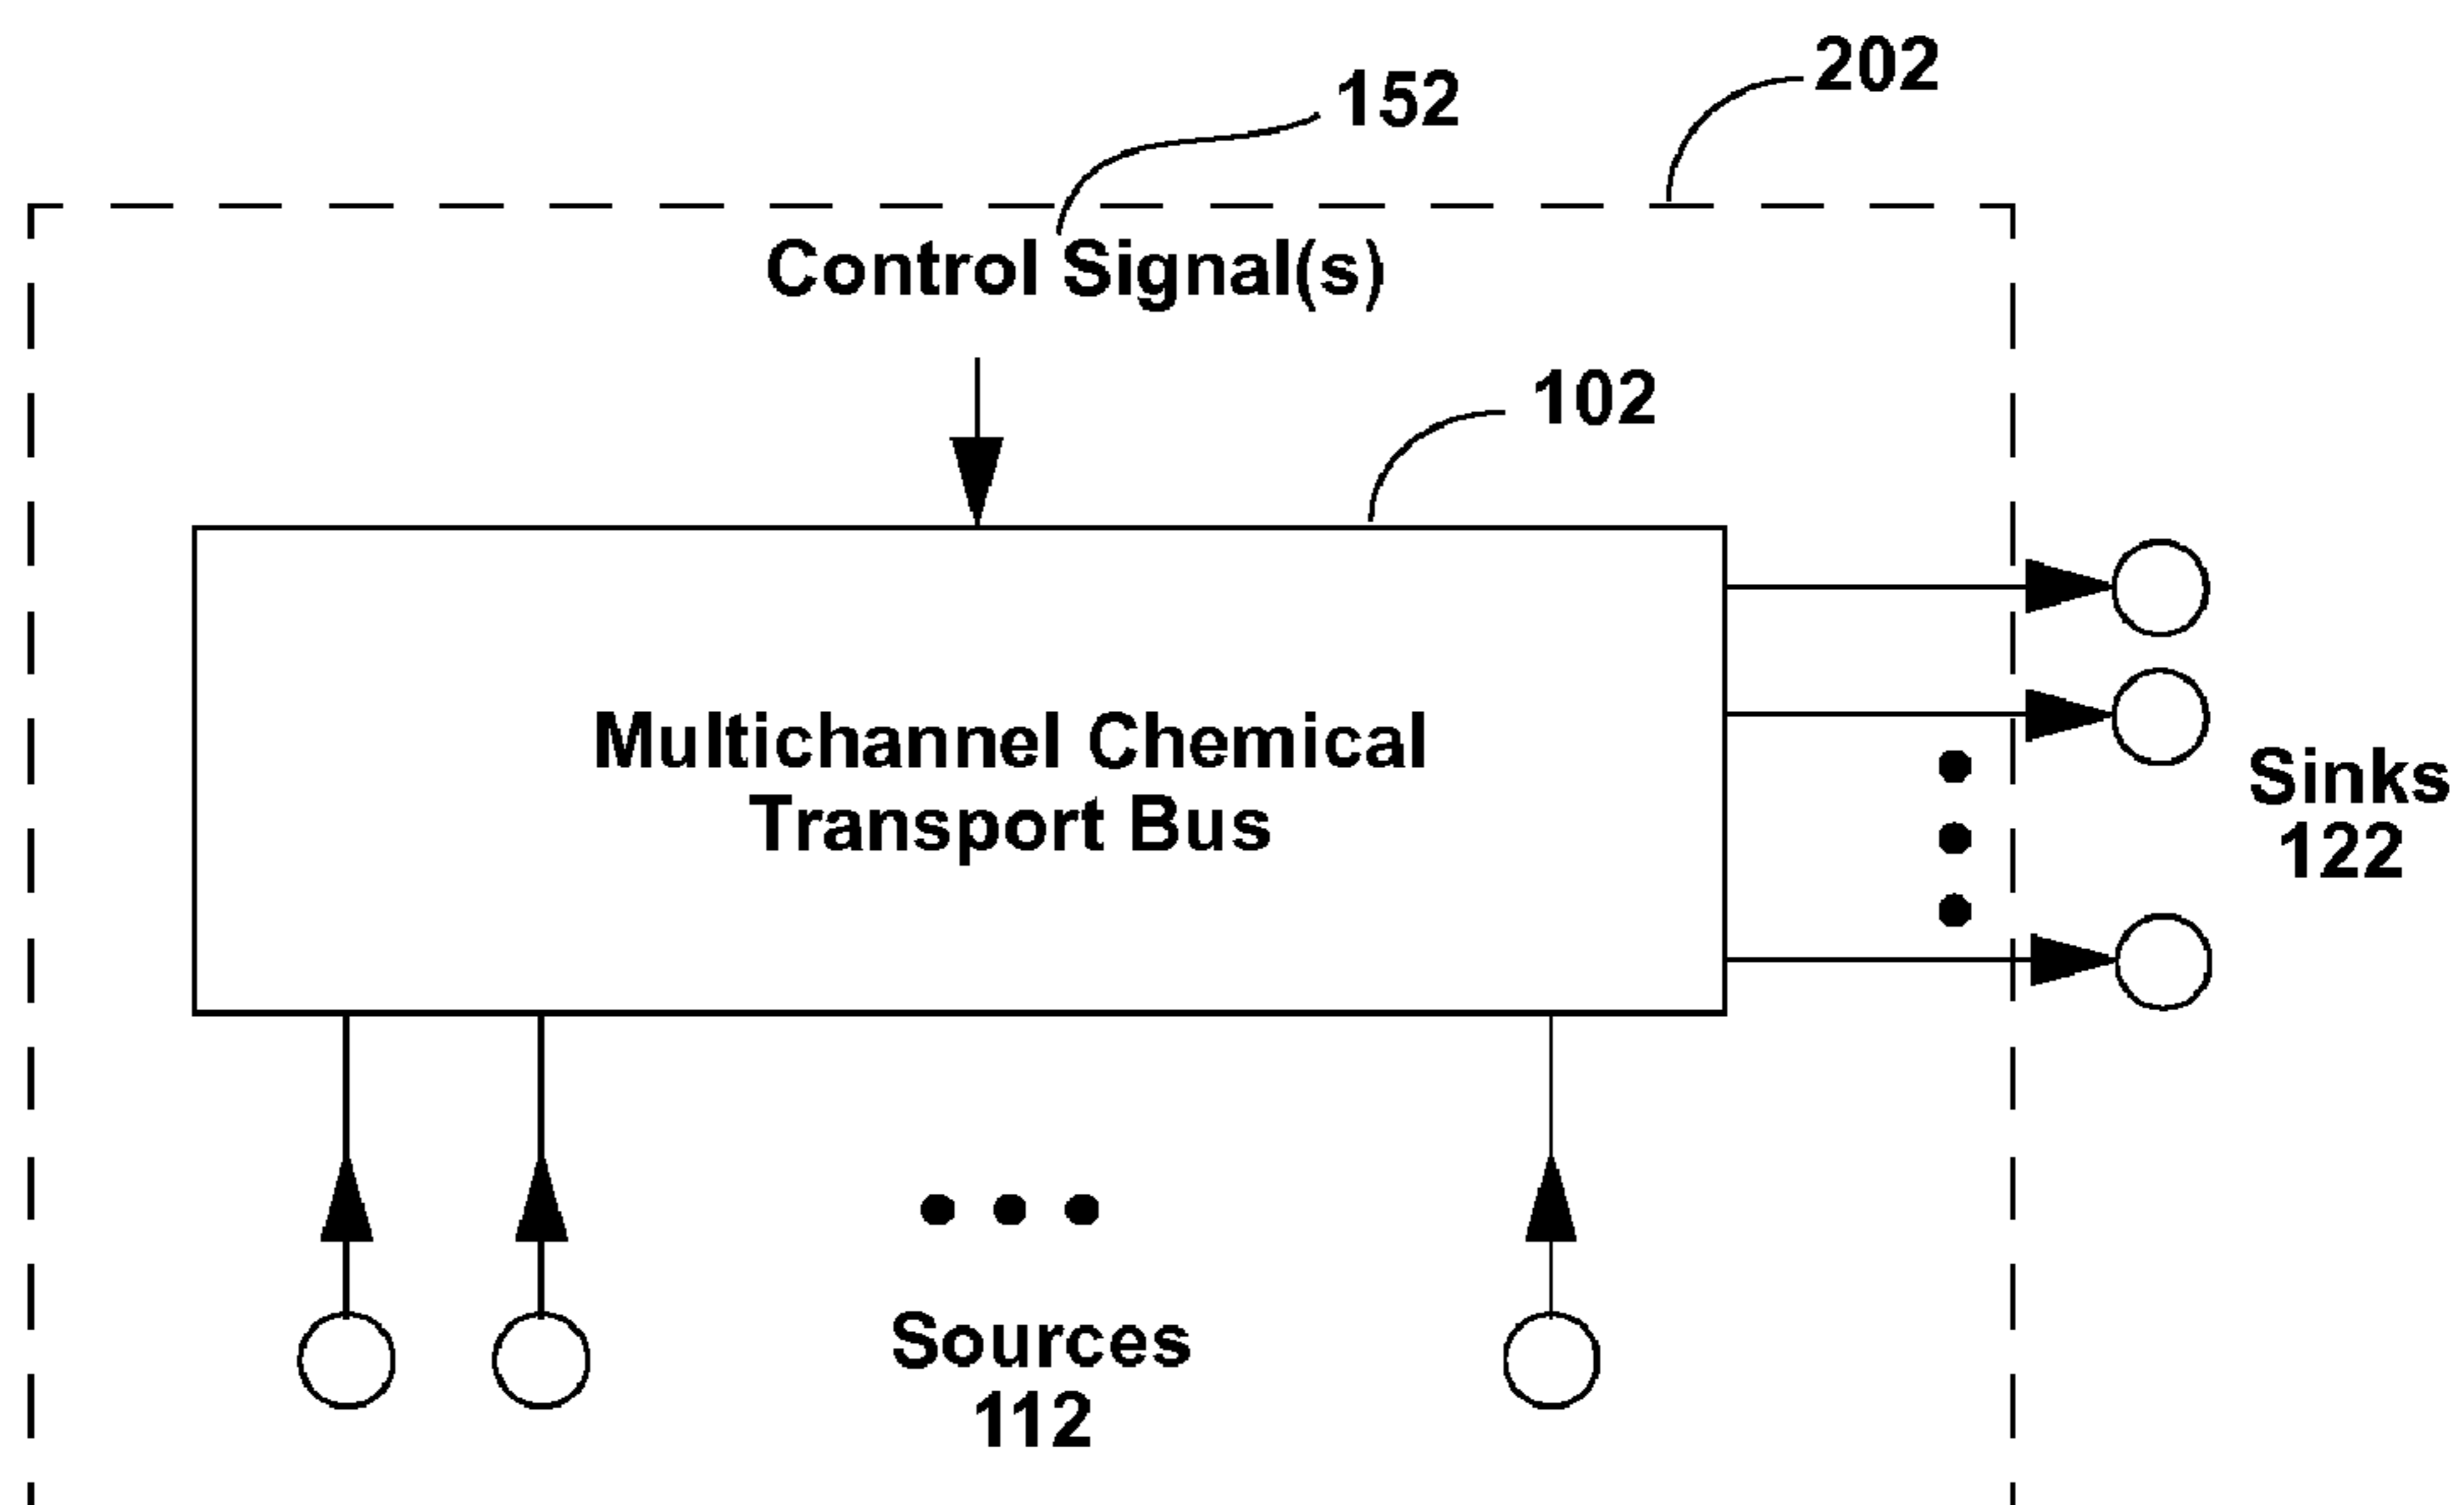 202
152
Control Signal(s)
102
Multichannel Chemical
Transport Bus
Sinks
122
Sources
112